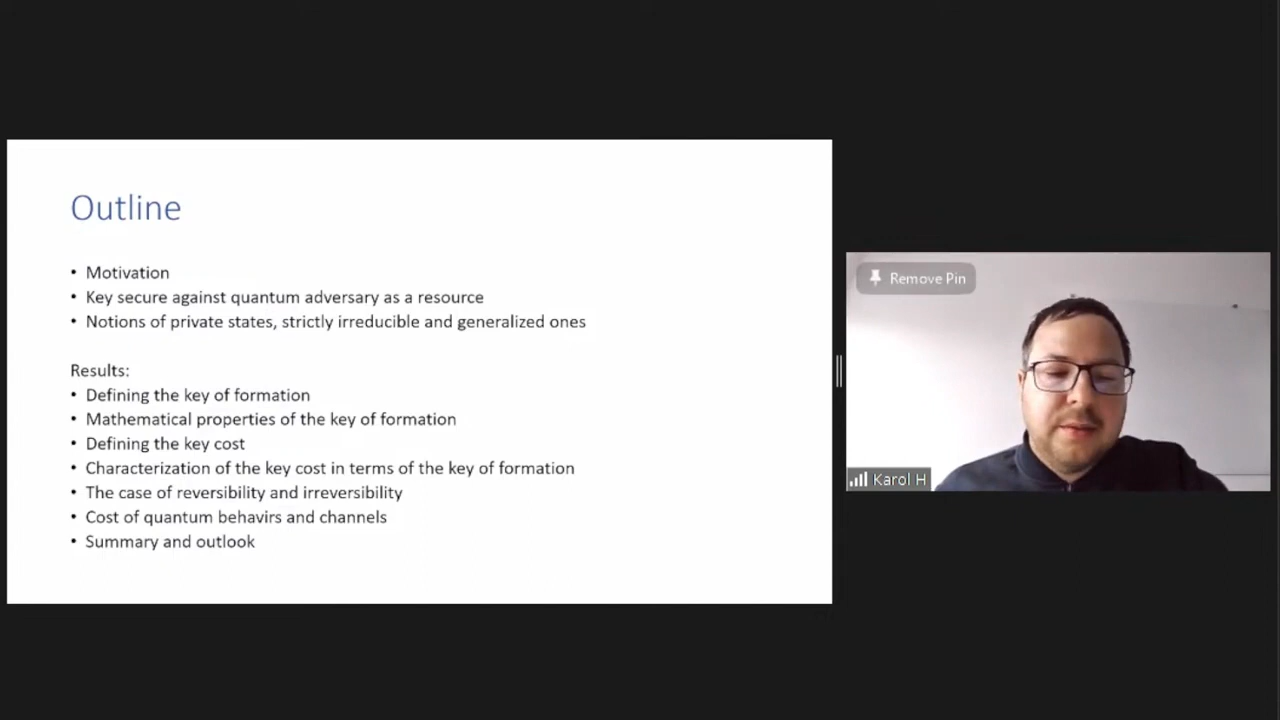 Outline
• Motivation
• Key secure against quantum adversary as a resource
• Notions of private states, strictly irreducible and generalized ones
Results:
• Defining the key of formation
• Mathematical properties of the key of formation
• Defining the key cost
• Characterization of the key cost in terms of the key of formation
• The case of reversibility and irreversibility
• Cost of quantum behavirs and channels
• Summary and outlook
Remove Pin
Karol H